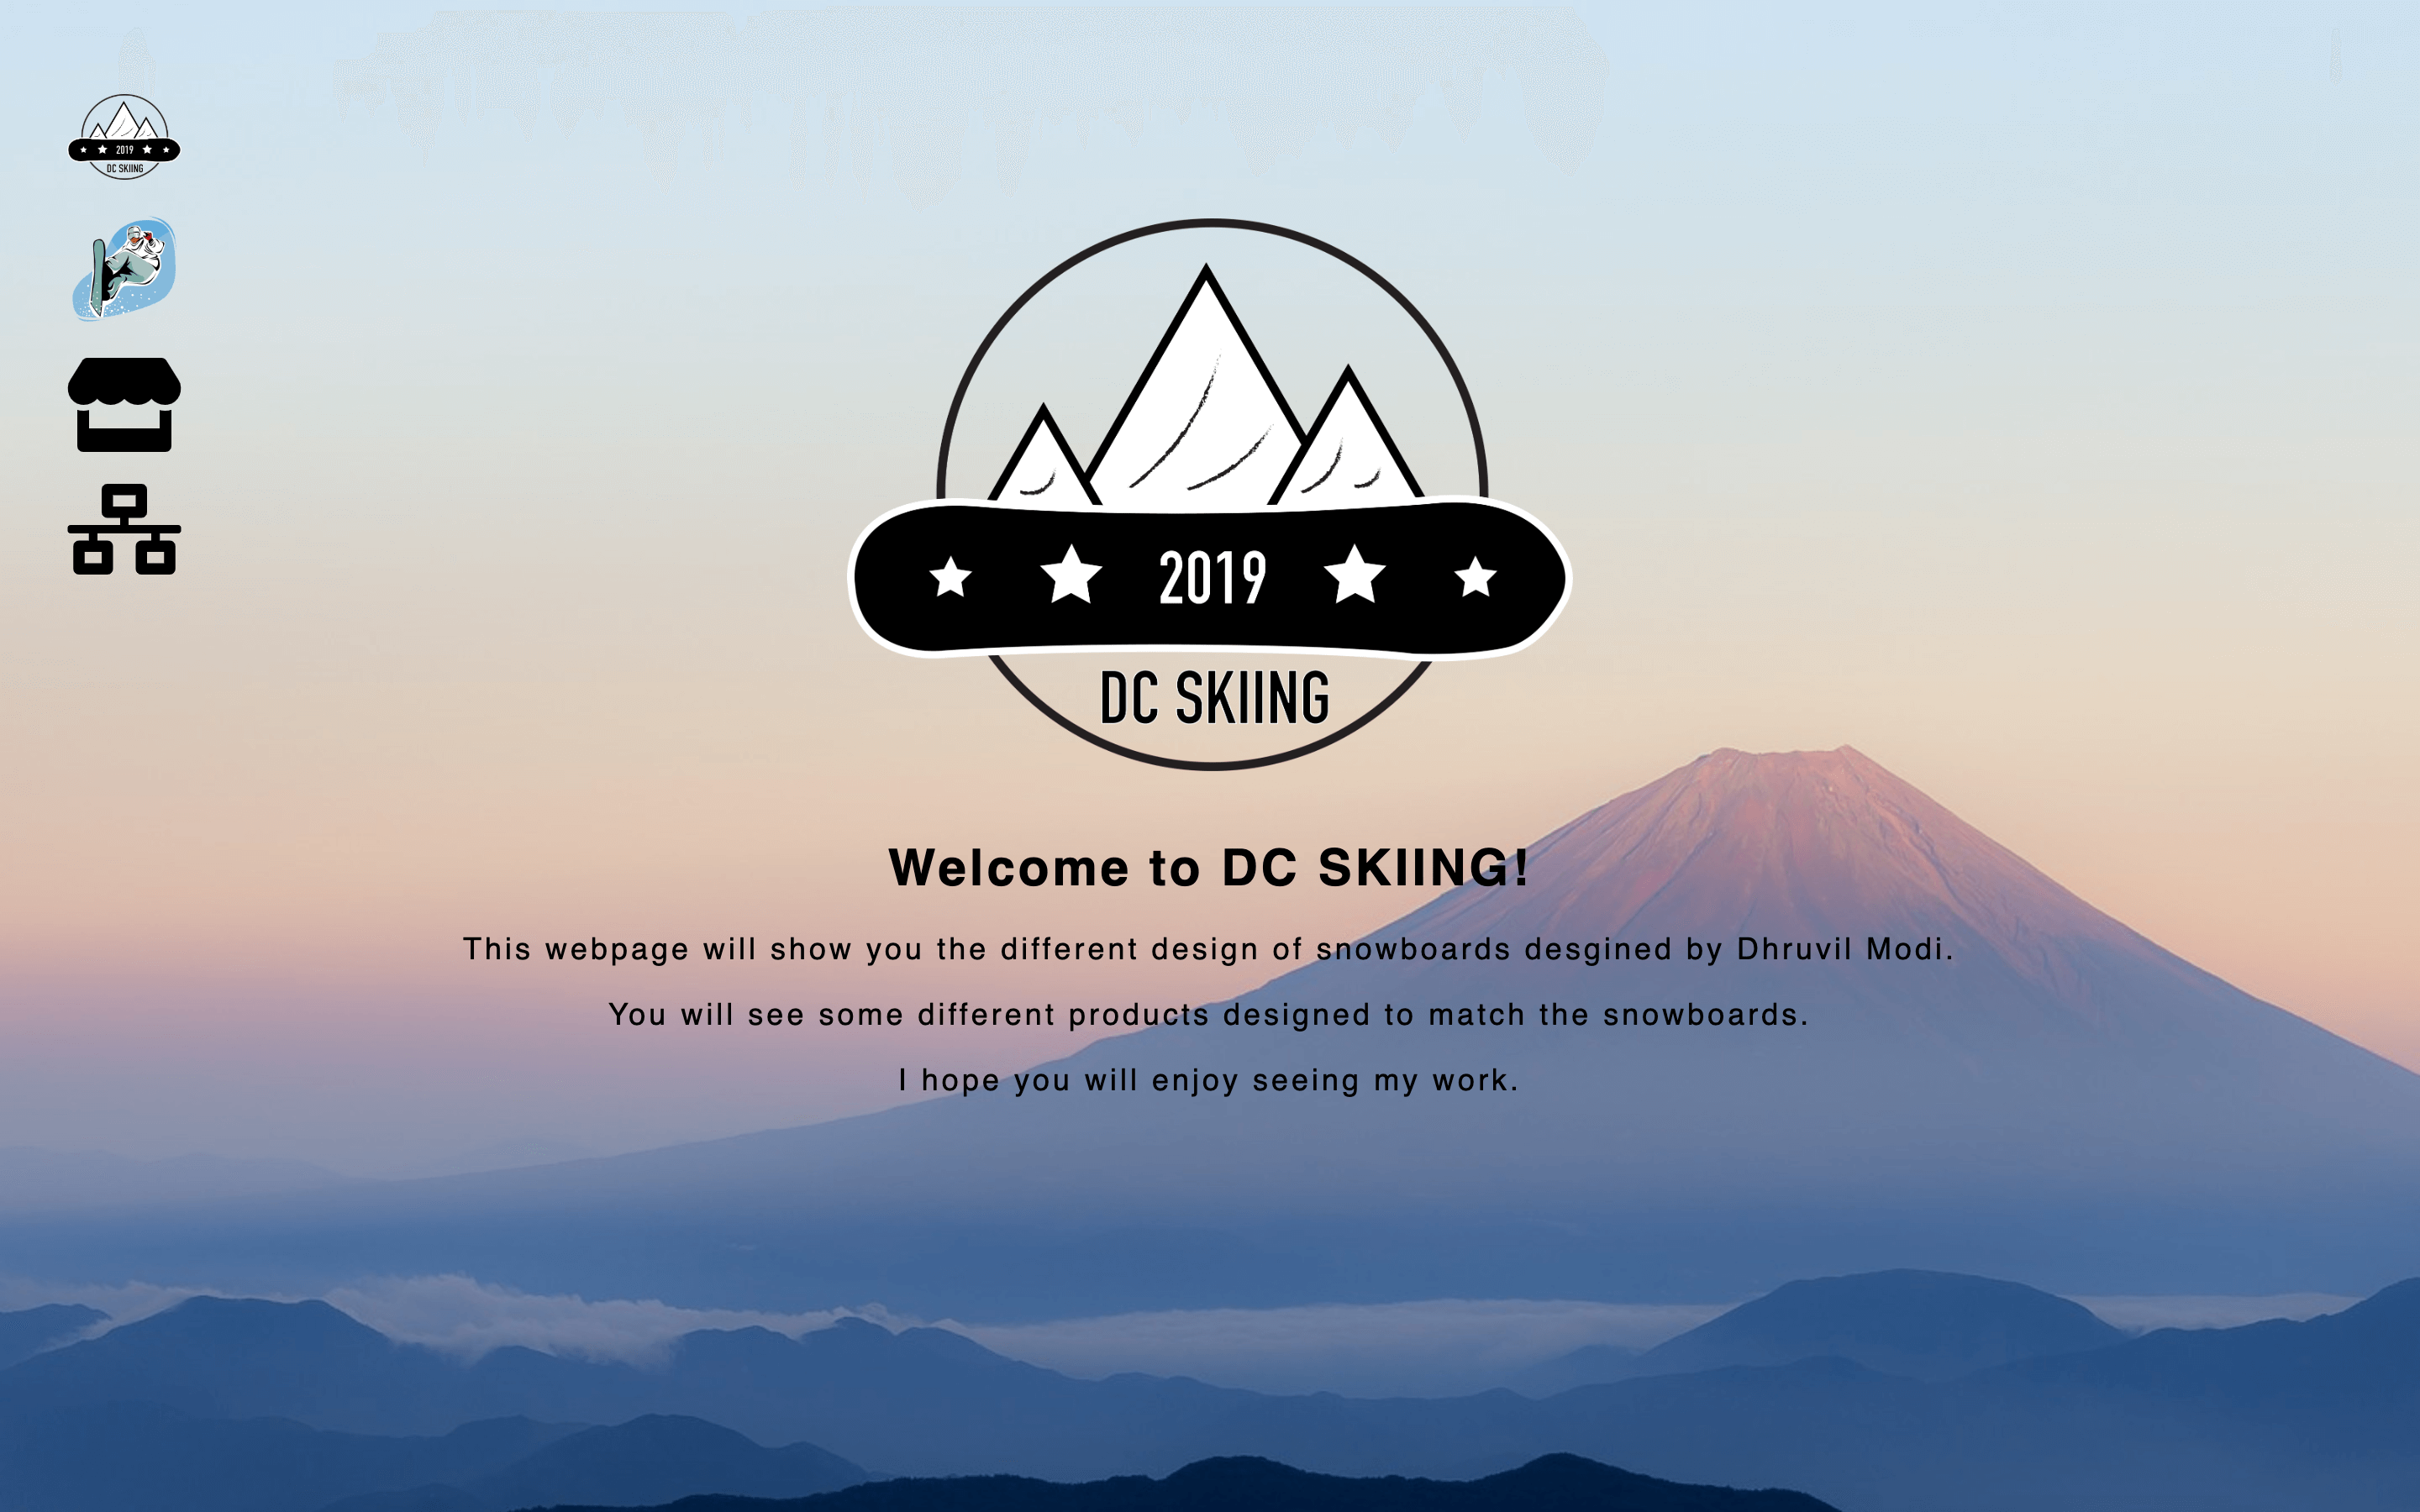 2019
DC SKIING
2019
DC SKIING
Welcome to DC SKIING!
This webpage will show you the different design of snowboards desgined by Dhruvil Modi.
You will see some different products designed to match the snowboards.
I hope you will enjoy seeing my work.